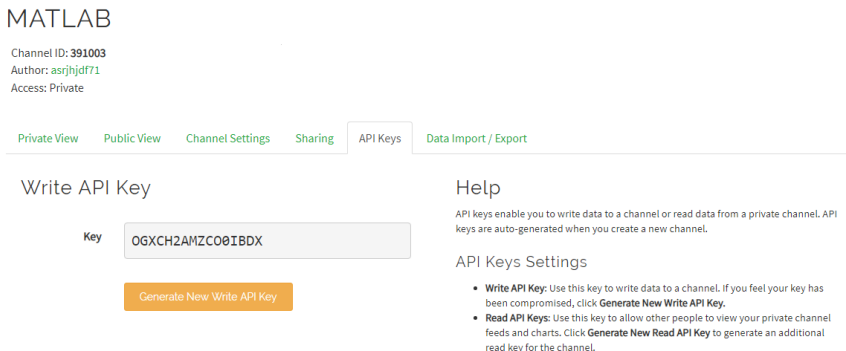 MATLAB
Channel ID: 391003
Author: asrjhjdf71
Access: Private
Private View
Public View
Channel Settings
Sharing
API Keys
Data Import / Export
Write API Key
Key
OGXCH2AMZCO0IBDX
Generate New Write API Key
Help
API keys enable you to write data to a channel or read data from a private channel. API
keys are auto-generated when you create a new channel.
API Keys Settings
• Write API Key: Use this key to write data to a channel. If you feel your key has
been compromised, click Generate New Write API Key.
• Read API Keys: Use this key to allow other people to view your private channel
feeds and charts. Click Generate New Read API Key to generate an additional
read key for the channel.